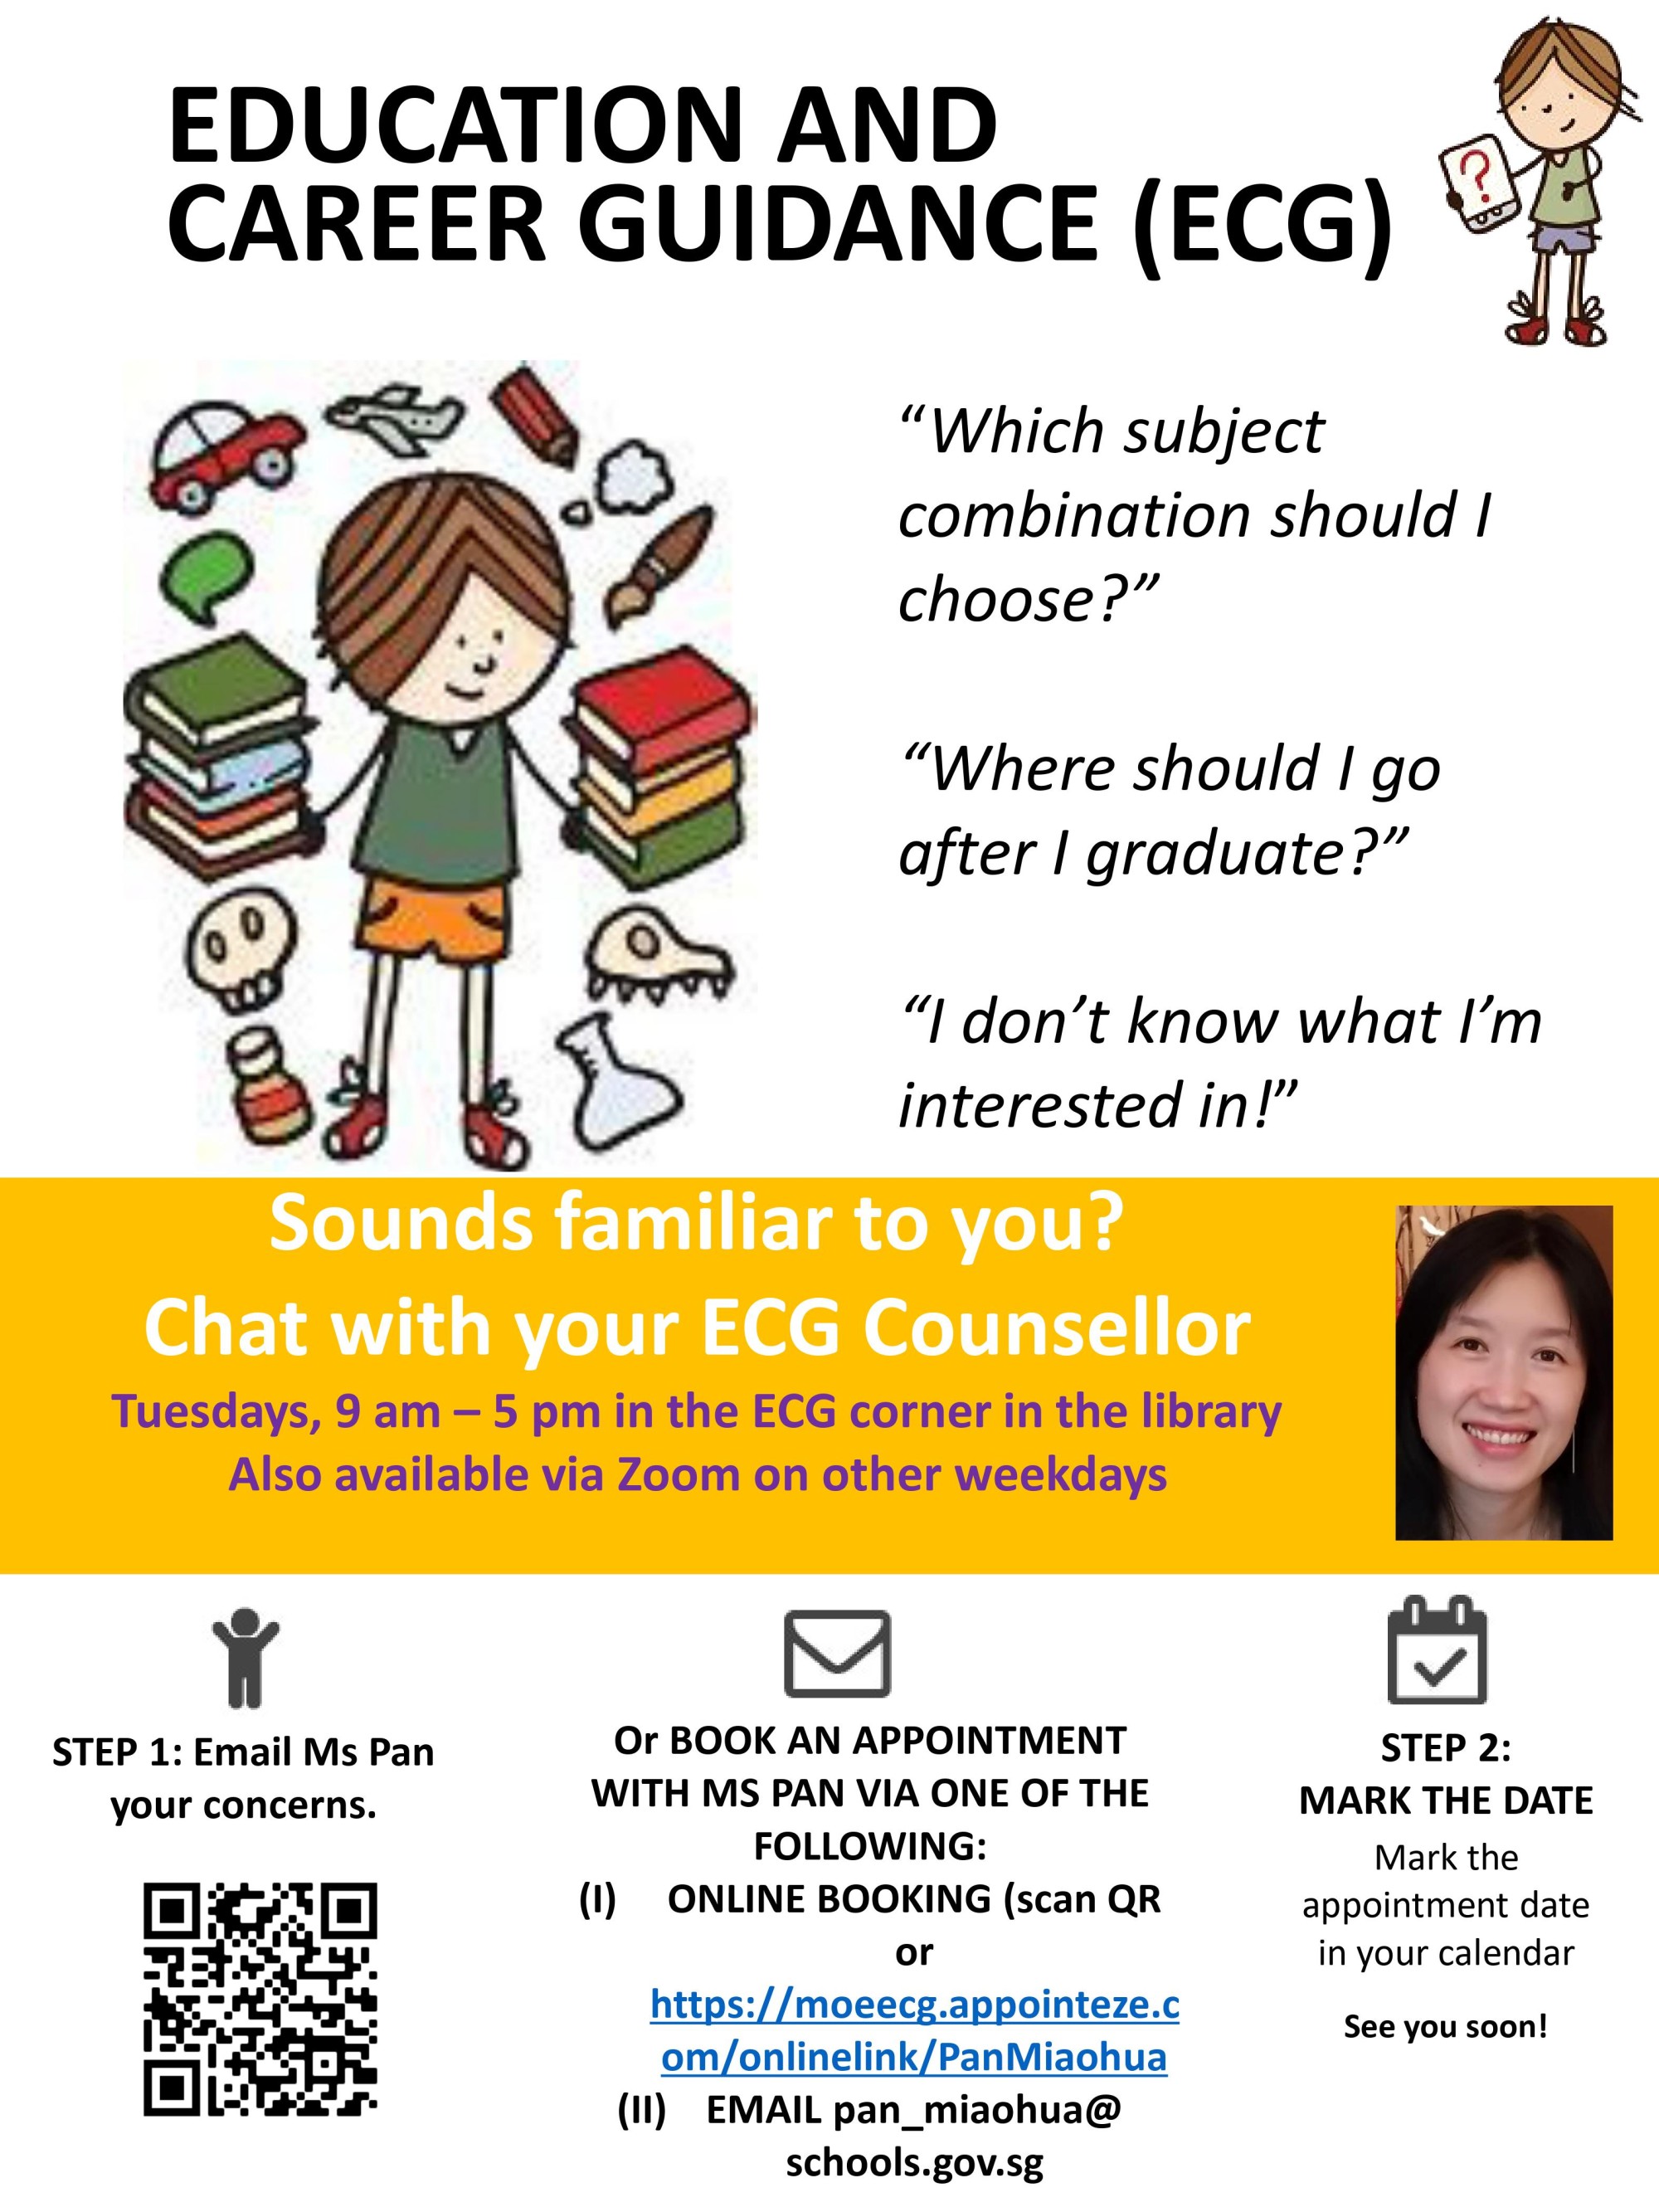 EDUCATION AND
CAREER GUIDANCE (ECG)
?
“Which subject
combination should I
choose?”
“Where should I go
after I graduate?”
“I don’t know what I’m
interested in!”
Sounds familiar to you?
Chat with your ECG Counsellor
Tuesdays, 9 am – 5 pm in the ECG corner in the library
Also available via Zoom on other weekdays
STEP 1: Email Ms Pan
your concerns.
Or BOOK AN APPOINTMENT
WITH MS PAN VIA ONE OF THE
FOLLOWING:
(I) ONLINE BOOKING (scan QR
or
https://moeecg.appointeze.c
om/onlinelink/PanMiaohua
(II) EMAIL pan_miaohua@
schools.gov.sg
STEP 2:
MARK THE DATE
Mark the
appointment date
in your calendar
See you soon!